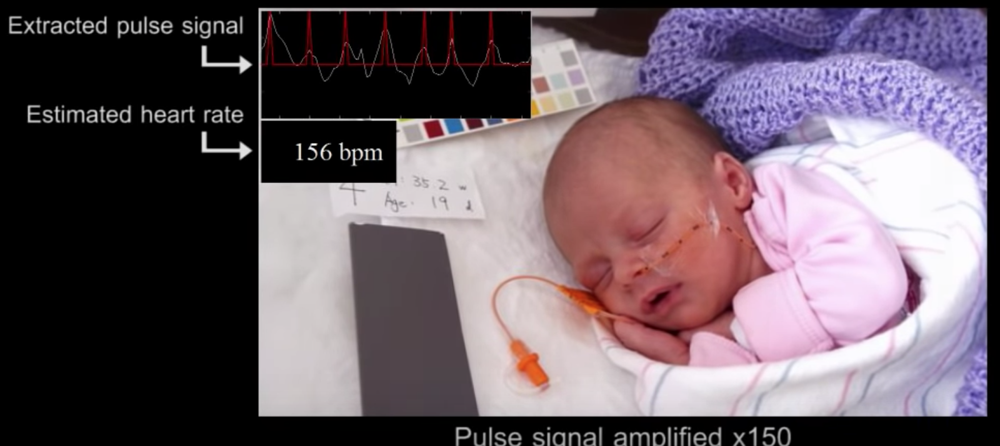 Extracted pulse signal
Estimated heart rate
156 bpm
35.2 w
Age. 19 d
Pulse signal amplified x150